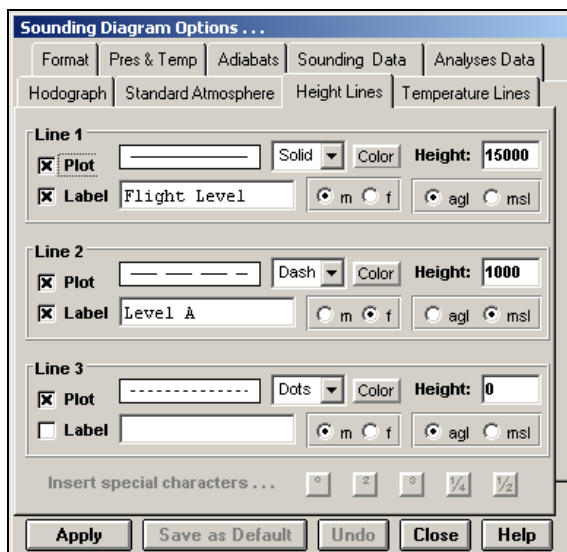 Sounding Diagram Options . . .
Format Pres & Temp Adiabats Sounding Data Analyses Data
Hodograph Standard Atmosphere Height Lines Temperature Lines
Line 1
Plot Solid Color Height: 15000
Label Flight Level m f agl msl
Line 2
Plot Dash Color Height: 1000
Label Level A m f agl msl
Line 3
Plot Dots Color Height: 0
Label m f agl msl
Insert special characters . . . ° ² ³ ¼ ½
Apply Save as Default Undo Close Help